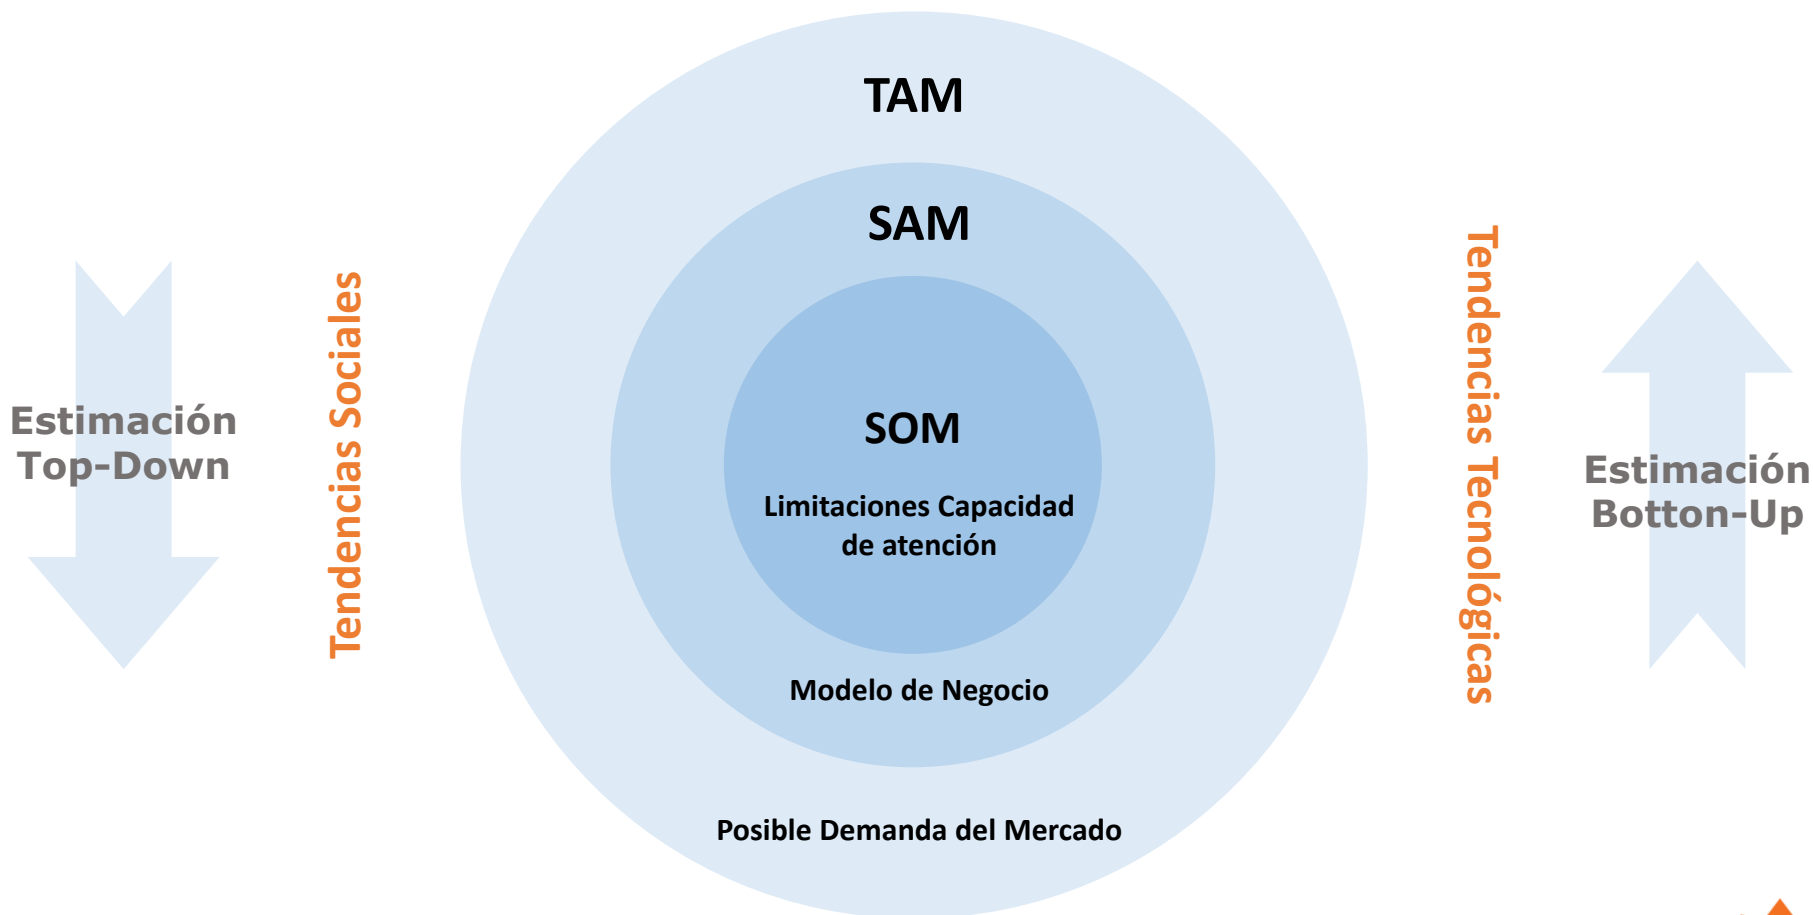 TAM
SAM
SOM
Limitaciones Capacidad
de atención
Modelo de Negocio
Posible Demanda del Mercado
Estimación
Top-Down
Tendencias Sociales
Tendencias Tecnológicas
Estimación
Botton-Up